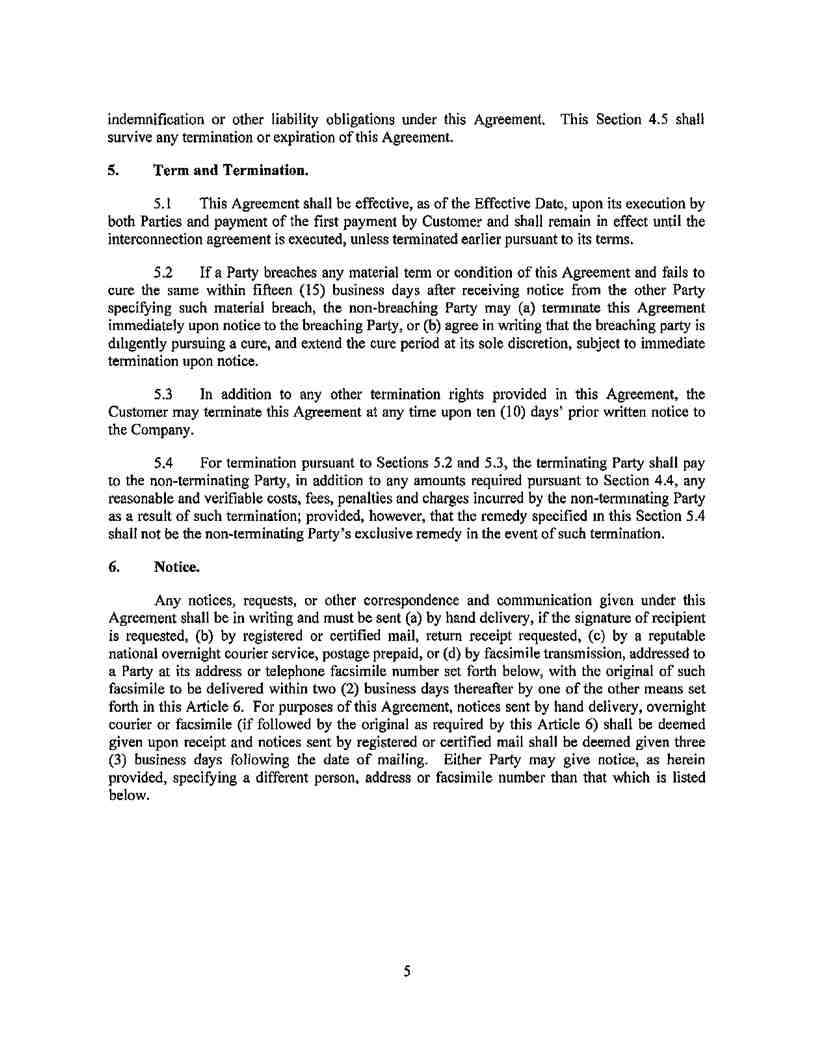 indemnification or other liability obligations under this Agreement. This Section 4.5 shall
survive any termination or expiration of this Agreement.
5. Term and Termination.
5.1 This Agreement shall be effective, as of the Effective Date, upon its execution by
both Parties and payment of the first payment by Customer and shall remain in effect until the
interconnection agreement is executed, unless terminated earlier pursuant to its terms.
5.2 If a Party breaches any material term or condition of this Agreement and fails to
cure the same within fifteen (15) business days after receiving notice from the other Party
specifying such material breach, the non-breaching Party may (a) terminate this Agreement
immediately upon notice to the breaching Party, or (b) agree in writing that the breaching party is
diligently pursuing a cure, and extend the cure period at its sole discretion, subject to immediate
termination upon notice.
5.3 In addition to any other termination rights provided in this Agreement, the
Customer may terminate this Agreement at any time upon ten (10) days' prior written notice to
the Company.
5.4 For termination pursuant to Sections 5.2 and 5.3, the terminating Party shall pay
to the non-terminating Party, in addition to any amounts required pursuant to Section 4.4, any
reasonable and verifiable costs, fees, penalties and charges incurred by the non-terminating Party
as a result of such termination; provided, however, that the remedy specified in this Section 5.4
shall not be the non-terminating Party's exclusive remedy in the event of such termination.
6. Notice.
Any notices, requests, or other correspondence and communication given under this
Agreement shall be in writing and must be sent (a) by hand delivery, if the signature of recipient
is requested, (b) by registered or certified mail, return receipt requested, (c) by a reputable
national overnight courier service, postage prepaid, or (d) by facsimile transmission, addressed to
a Party at its address or telephone facsimile number set forth below, with the original of such
facsimile to be delivered within two (2) business days thereafter by one of the other means set
forth in this Article 6. For purposes of this Agreement, notices sent by hand delivery, overnight
courier or facsimile (if followed by the original as required by this Article 6) shall be deemed
given upon receipt and notices sent by registered or certified mail shall be deemed given three
(3) business days following the date of mailing. Either Party may give notice, as herein
provided, specifying a different person, address or facsimile number than that which is listed
below.
5